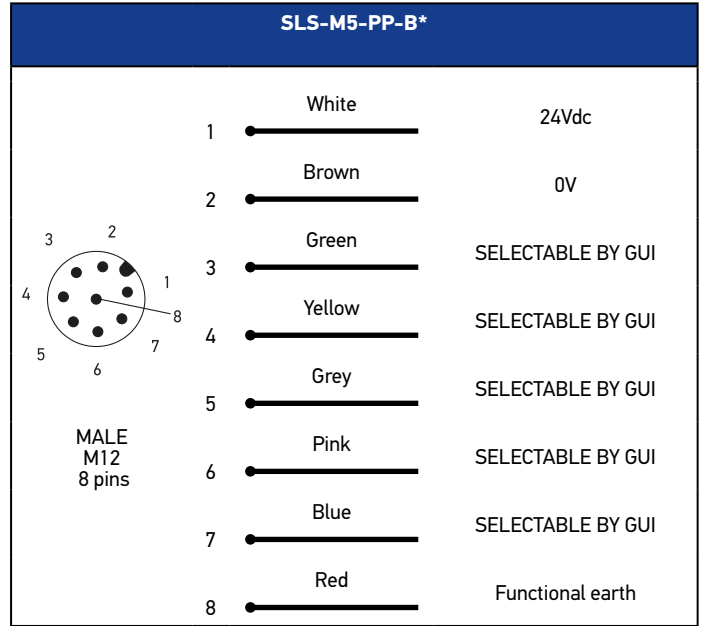 SLS-M5-PP-B*
White
1
24Vdc
Brown
2
0V
Green
3
SELECTABLE BY GUI
Yellow
4
SELECTABLE BY GUI
Grey
5
SELECTABLE BY GUI
Pink
6
SELECTABLE BY GUI
Blue
7
SELECTABLE BY GUI
Red
8
Functional earth
3
2
4
1
8
5
6
7
MALE
M12
8 pins